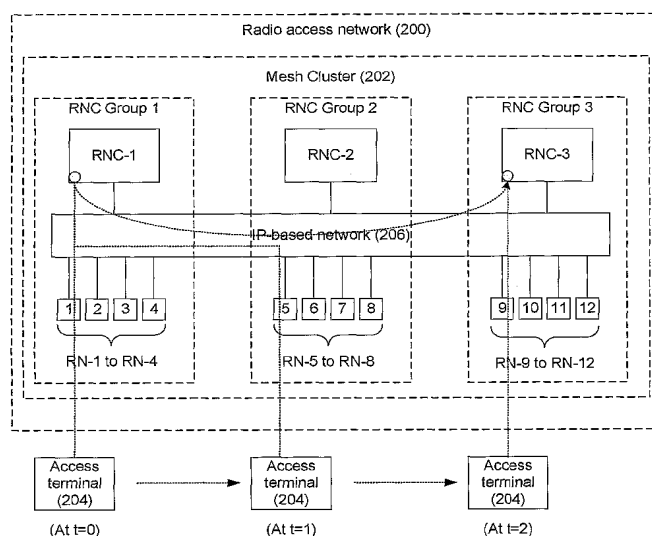 Radio access network (200)
Mesh Cluster (202)
RNC Group 1
RNC Group 2
RNC Group 3
RNC-1
RNC-2
RNC-3
IP-based network (206)
1 2 3 4 5 6 7 8 9 10 11 12
RN-1 to RN-4
RN-5 to RN-8
RN-9 to RN-12
Access
terminal
(204)
Access
terminal
(204)
Access
terminal
(204)
(At t=0)
(At t=1)
(At t=2)